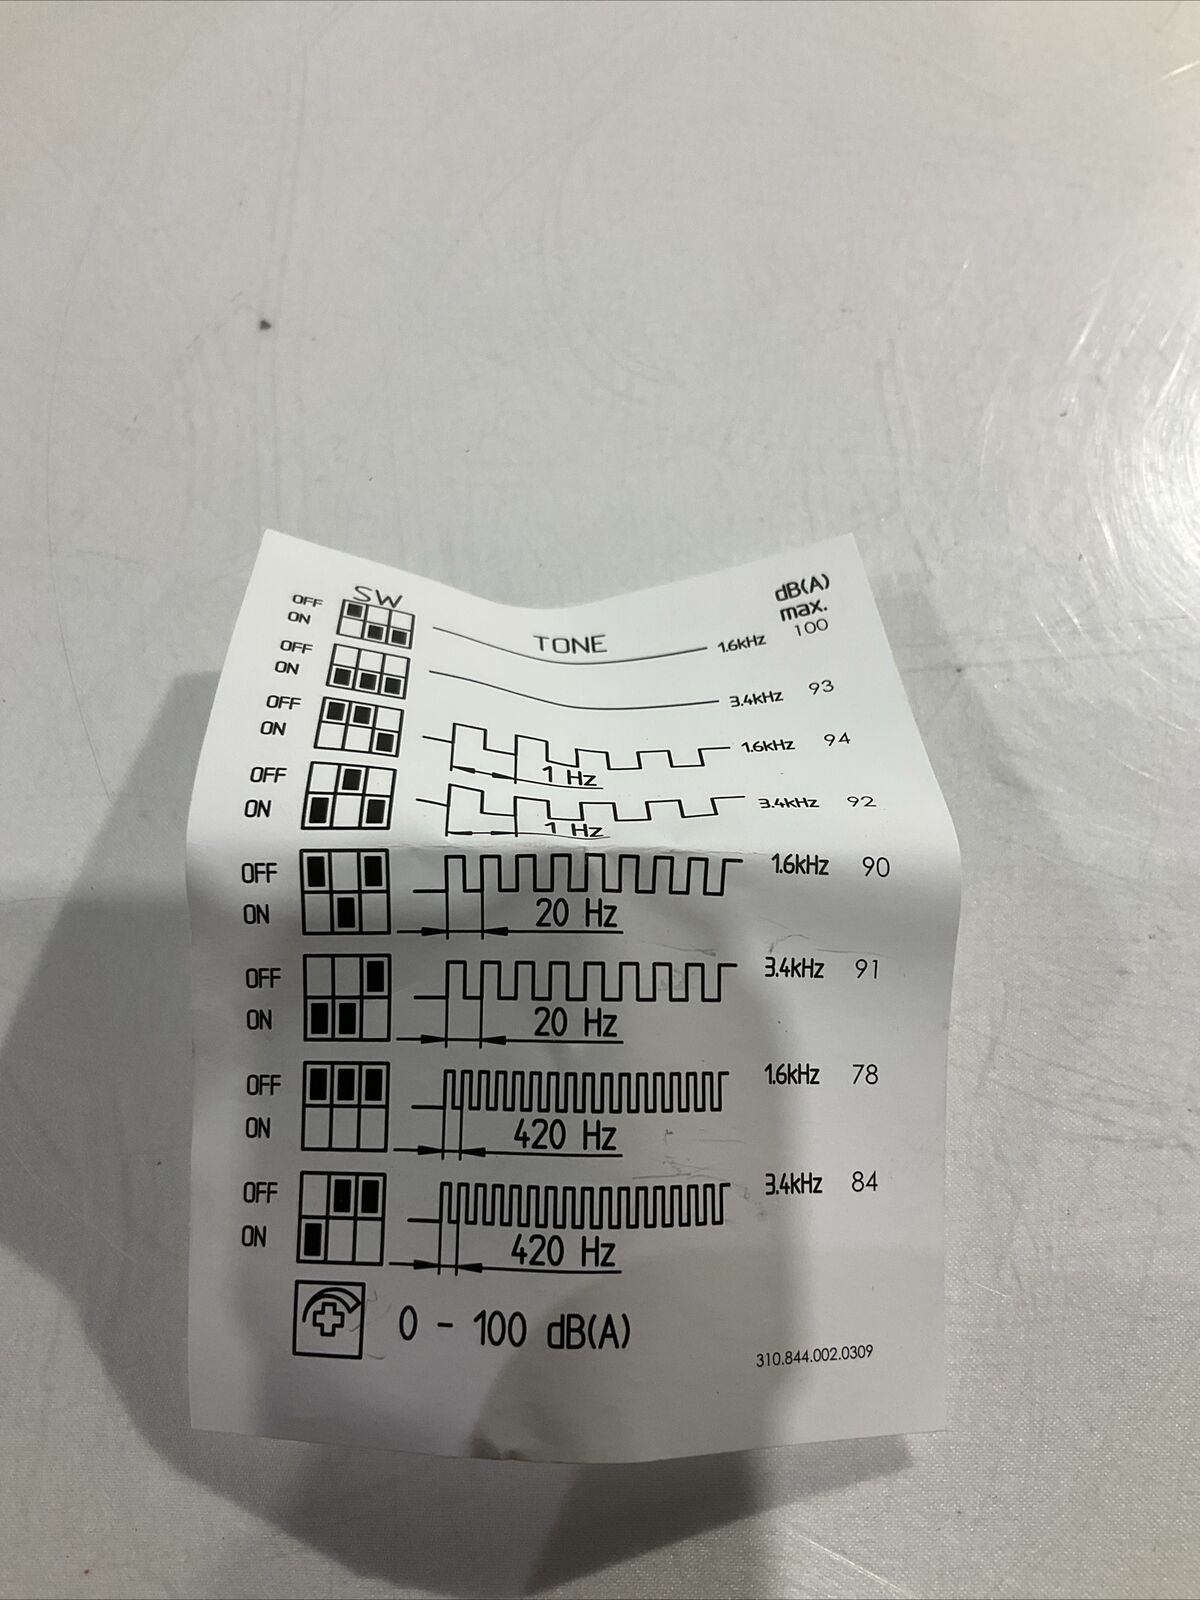 SW
dB(A)
max.
OFF
ON
TONE
1.6kHz 100
OFF
ON
3.4kHz 93
OFF
ON
1 Hz
1.6kHz 94
OFF
ON
1 Hz
3.4kHz 92
OFF
ON
20 Hz
1.6kHz 90
OFF
ON
20 Hz
3.4kHz 91
OFF
ON
420 Hz
1.6kHz 78
OFF
ON
420 Hz
3.4kHz 84
0 - 100 dB(A)
310.844.002.0309